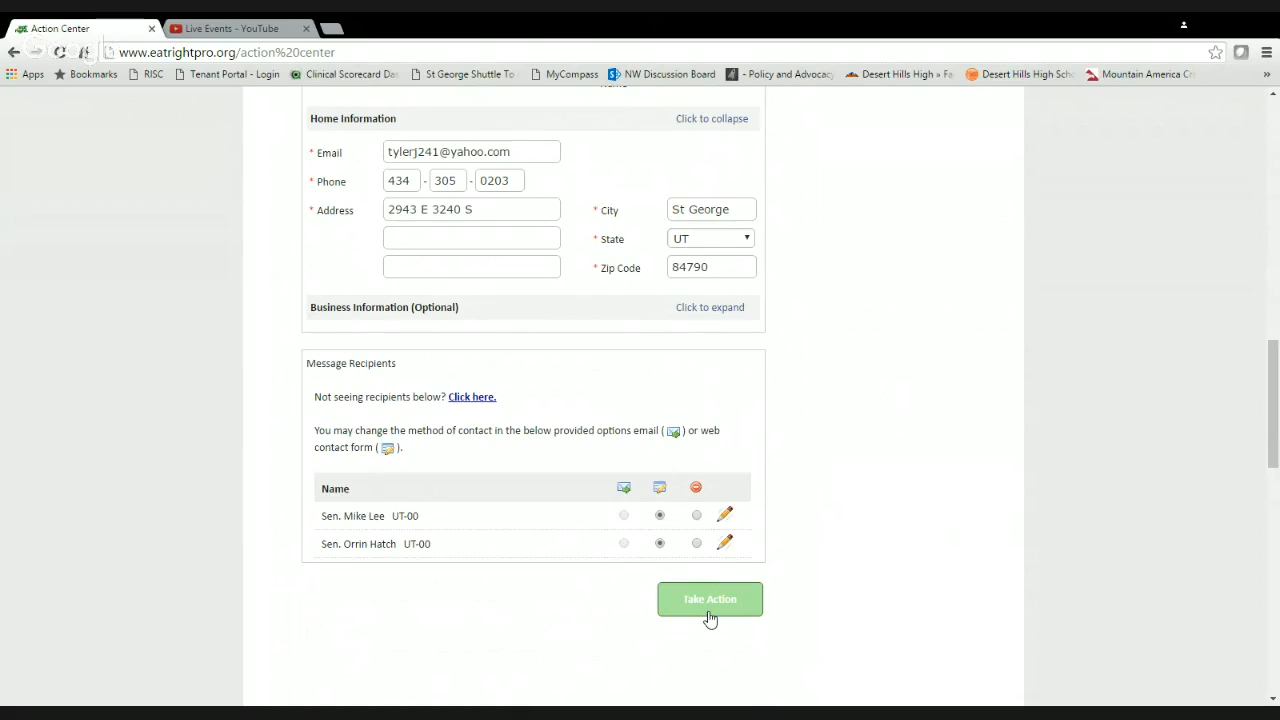 Action Center
Live Events - YouTube
www.eatrightpro.org/action%20center
Apps Bookmarks RISC Tenant Portal - Login Clinical Scorecard Das St George Shuttle To MyCompass NW Discussion Board - Policy and Advocacy Desert Hills High » Fa Desert Hills High Scho Mountain America Cr »
Home Information Click to collapse
* Email tylerj241@yahoo.com
* Phone 434 - 305 - 0203
* Address 2943 E 3240 S * City St George
* State UT
* Zip Code 84790
Business Information (Optional) Click to expand
Message Recipients
Not seeing recipients below? Click here.
You may change the method of contact in the below provided options email ( ) or web
contact form ( ).
Name
Sen. Mike Lee UT-00
Sen. Orrin Hatch UT-00
Take Action